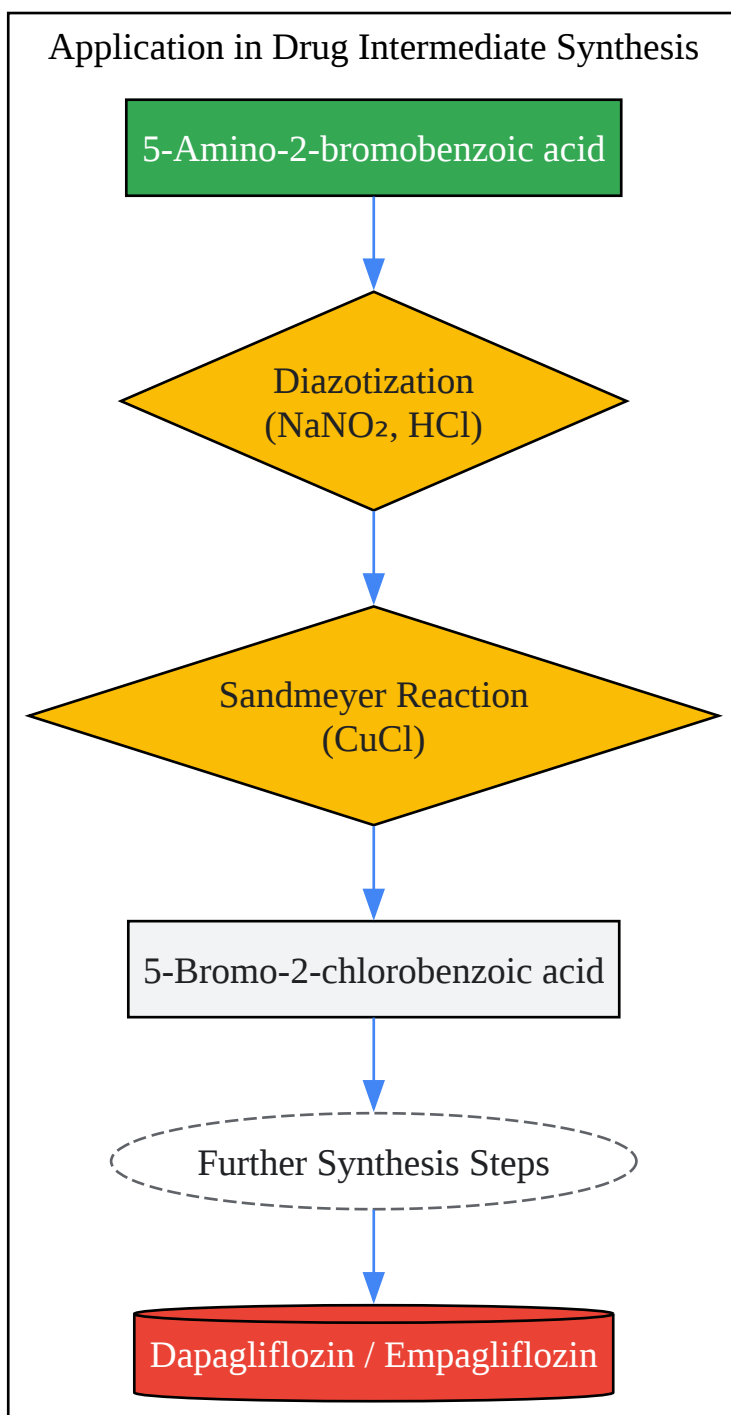 Application in Drug Intermediate Synthesis
5-Amino-2-bromobenzoic acid
Diazotization
(NaNO₂, HCl)
Sandmeyer Reaction
(CuCl)
5-Bromo-2-chlorobenzoic acid
Further Synthesis Steps
Dapagliflozin / Empagliflozin